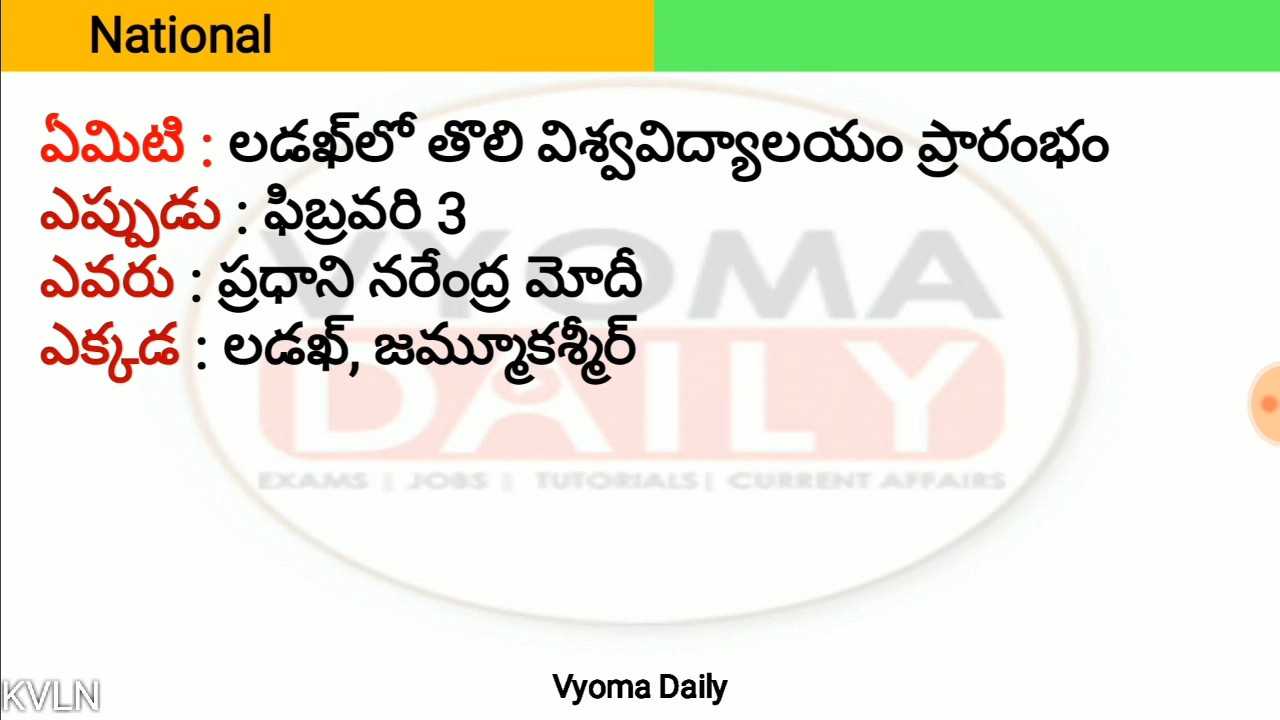 National
ఏమిటి : లడఖ్‌లో తొలి విశ్వవిద్యాలయం ప్రారంభం
ఎప్పుడు : ఫిబ్రవరి 3
ఎవరు : ప్రధాని నరేంద్ర మోదీ
ఎక్కడ : లడఖ్, జమ్మూకశ్మీర్
VYOMA
DAILY
EXAMS | JOBS | TUTORIALS | CURRENT AFFAIRS
Vyoma Daily
KVLN